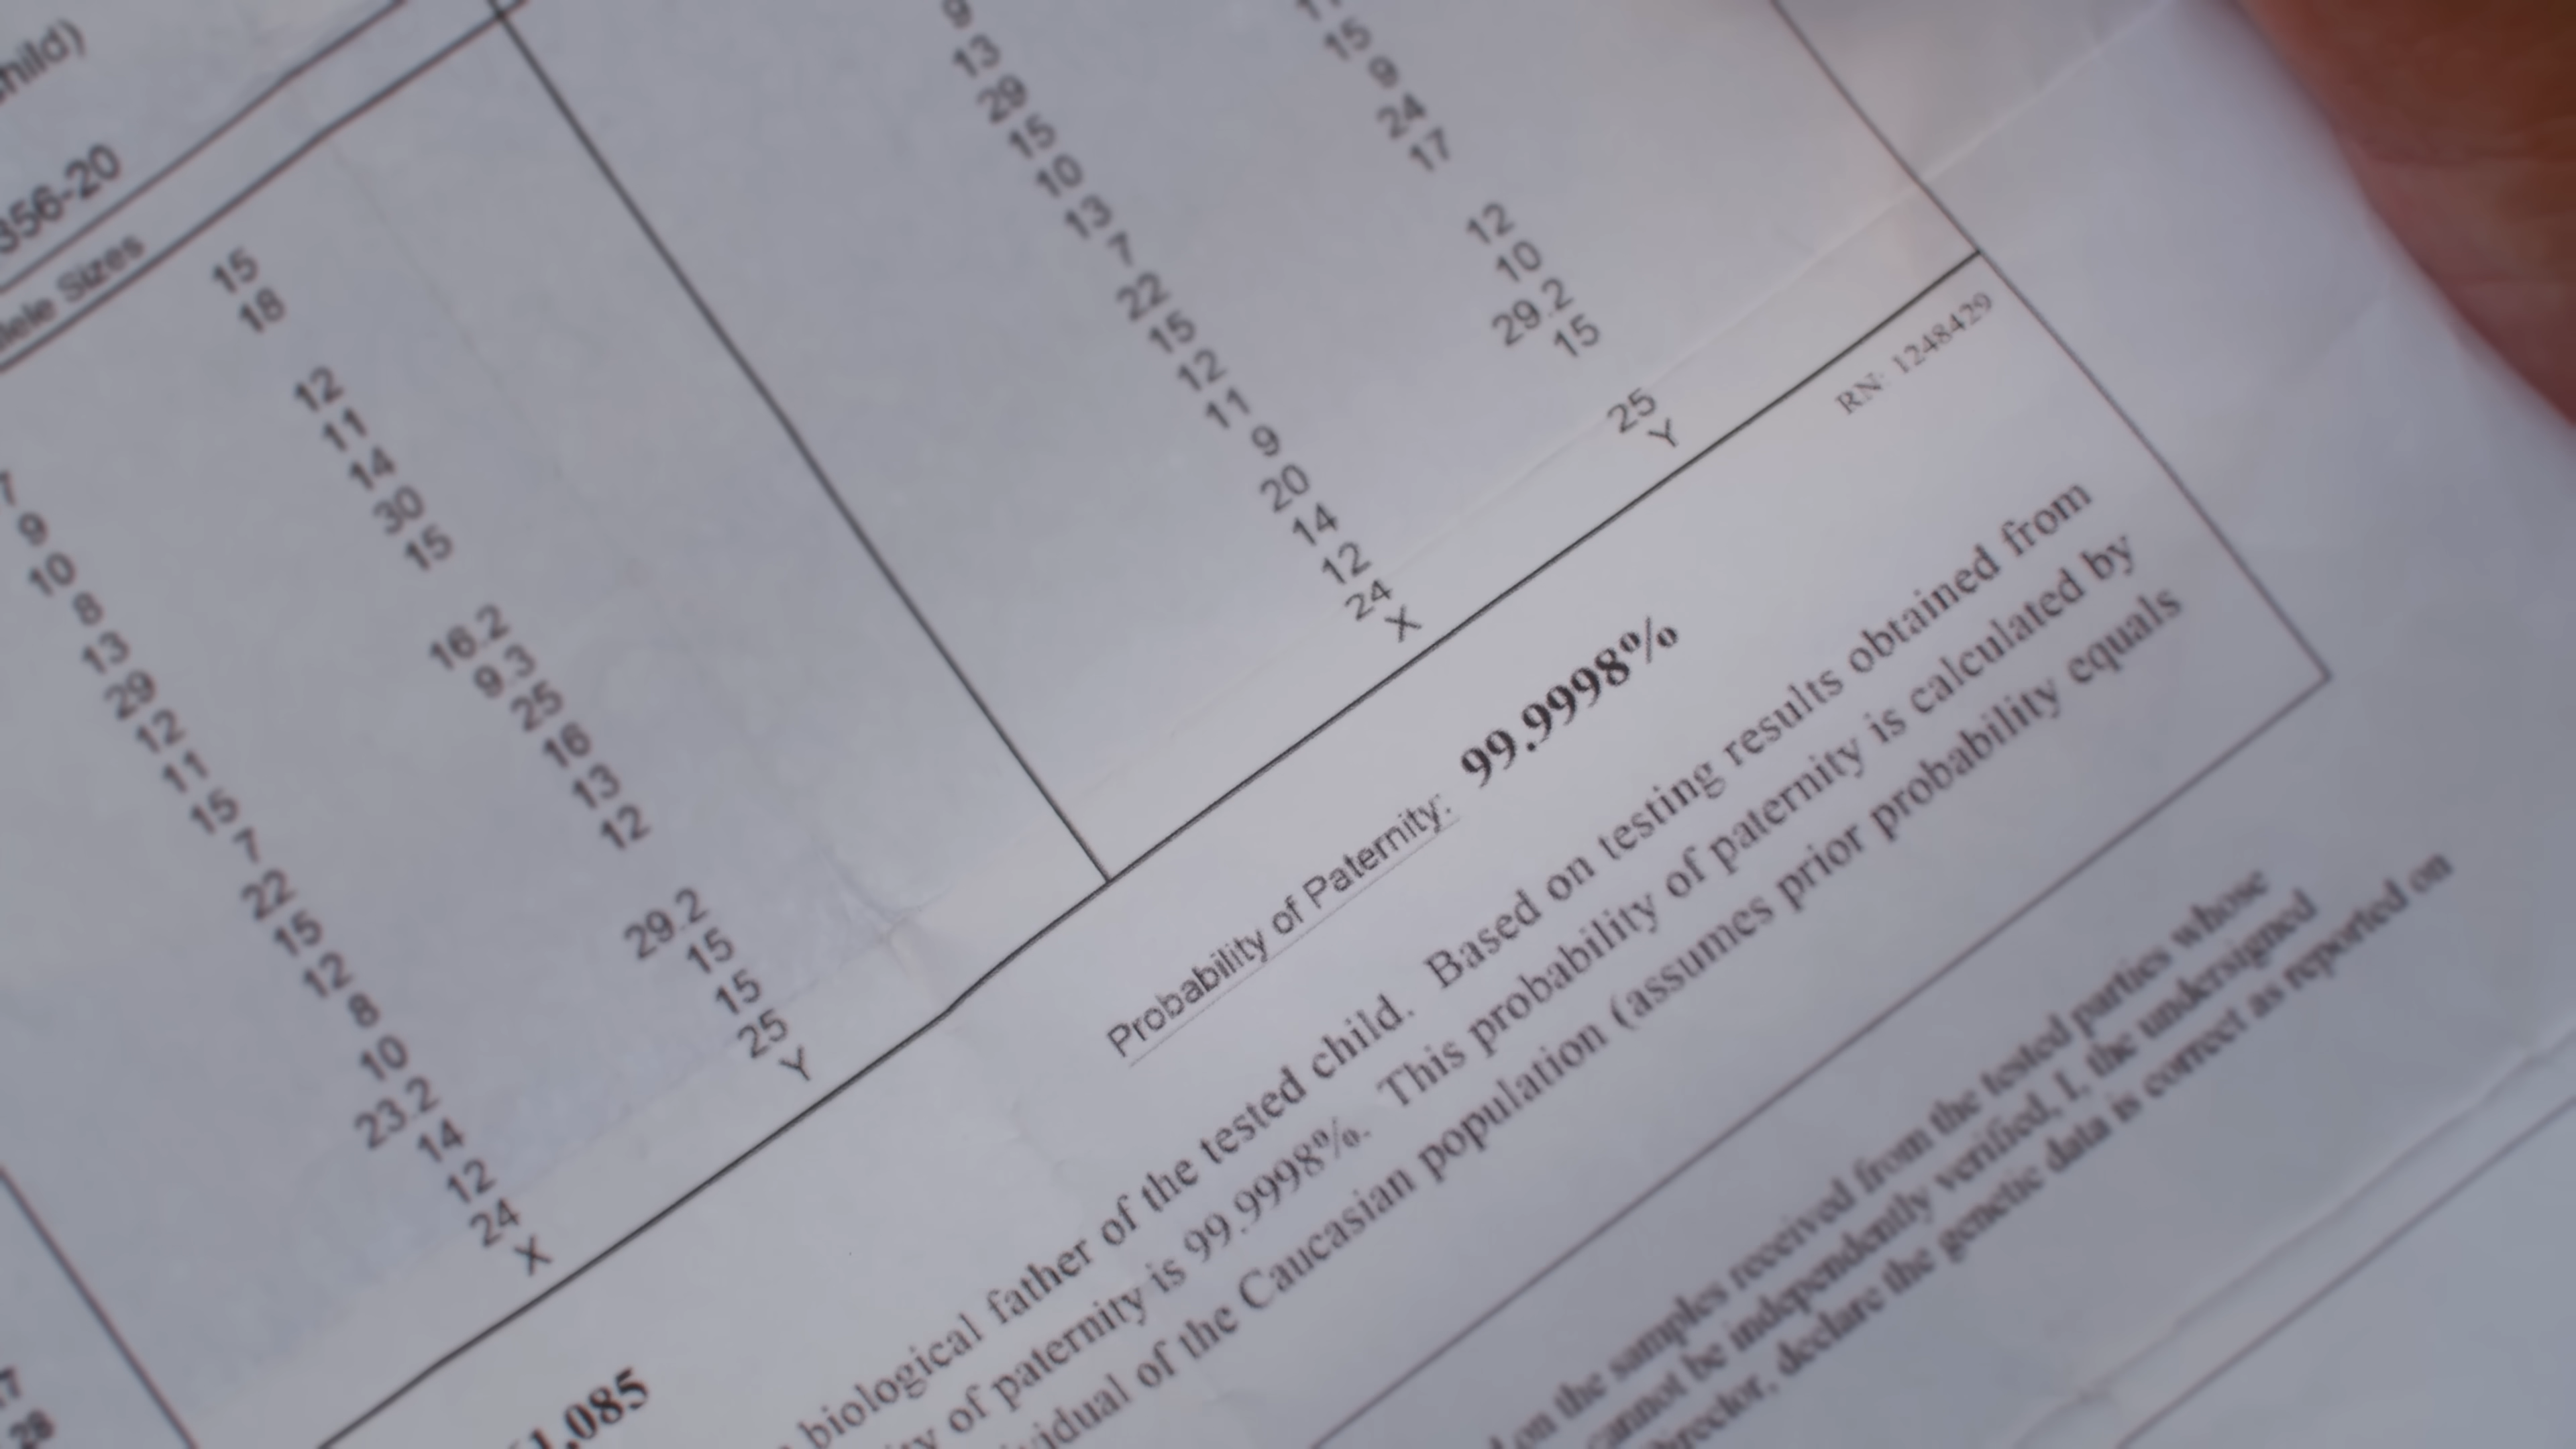 hild)
356-20
lele Sizes
15
18
7
9 12
10 11
8 14
13 30
29 15
12
11 16.2
15 9.3
7 25
22 16
15 13
12 12
8
10 29.2
23.2 15
14 15
12 25
24 Y
X
9
13
29 15
15 9
10 24
13 17
7
22 12
15 10
12 29.2
11 15
9
20 25
14 Y
12
24
X
RN: 1248429
Probability of Paternity: 99.9998%
1,085
biological father of the tested child. Based on testing results obtained from
ty of paternity is 99.9998%. This probability of paternity is calculated by
vidual of the Caucasian population (assumes prior probability equals
on the samples received from the tested parties whose
cannot be independently verified, I, the undersigned
Director, declare the genetic data is correct as reported on
28